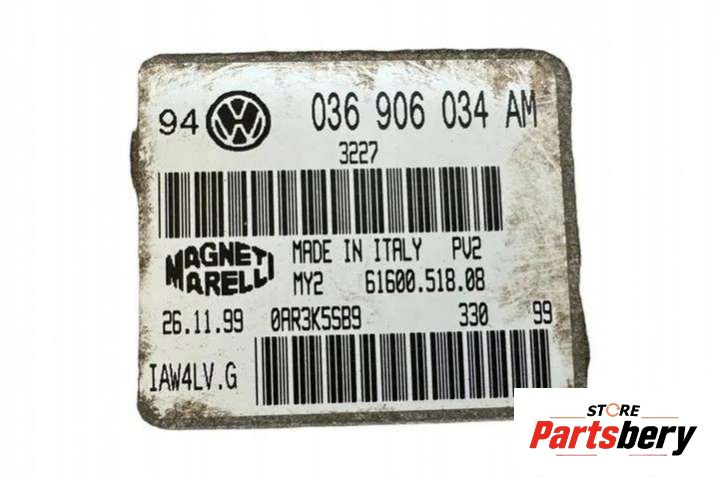 94 VW 036 906 034 AM
3227
MAGNETI MARELLI
MADE IN ITALY PV2
MY2 61600.518.08
26.11.99 0AR3K5SB9 330 99
IAW4LV.G
STORE
Partsbery